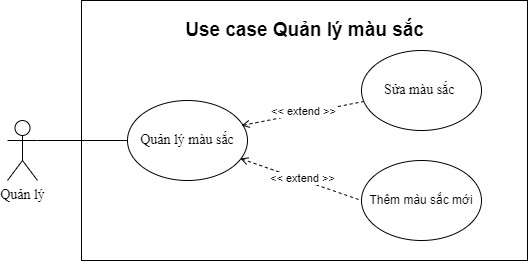 Use case Quản lý màu sắc
Sửa màu sắc
<< extend >>
Quản lý màu sắc
<< extend >>
Quản lý
Thêm màu sắc mới